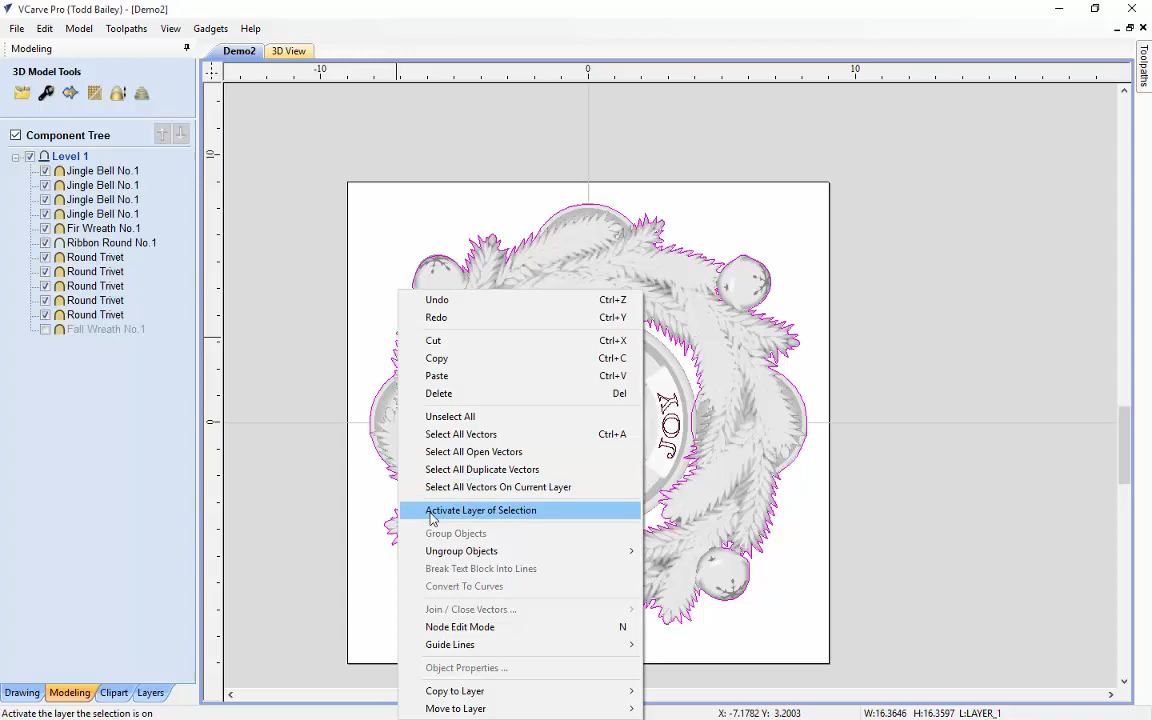 VCarve Pro {Todd Bailey} - [Demo2]
File Edit Model Toolpaths View Gadgets Help
Modeling
Demo2 3D View
3D Model Tools
Component Tree
Level 1
Jingle Bell No.1
Jingle Bell No.1
Jingle Bell No.1
Jingle Bell No.1
Fir Wreath No.1
Ribbon Round No.1
Round Trivet
Round Trivet
Round Trivet
Round Trivet
Round Trivet
Fall Wreath No.1
-10 0 10
10
0
JOY
Undo Ctrl+Z
Redo Ctrl+Y
Cut Ctrl+X
Copy Ctrl+C
Paste Ctrl+V
Delete Del
Unselect All
Select All Vectors Ctrl+A
Select All Open Vectors
Select All Duplicate Vectors
Select All Vectors On Current Layer
Activate Layer of Selection
Group Objects
Ungroup Objects
Break Text Block Into Lines
Convert To Curves
Join / Close Vectors ...
Node Edit Mode N
Guide Lines
Object Properties ...
Copy to Layer
Move to Layer
Toolpaths
Drawing Modeling Clipart Layers
Activate the layer the selection is on
X: -7.1782 Y: 3.2003
W:16.3646 H:16.3597 L:LAYER_1